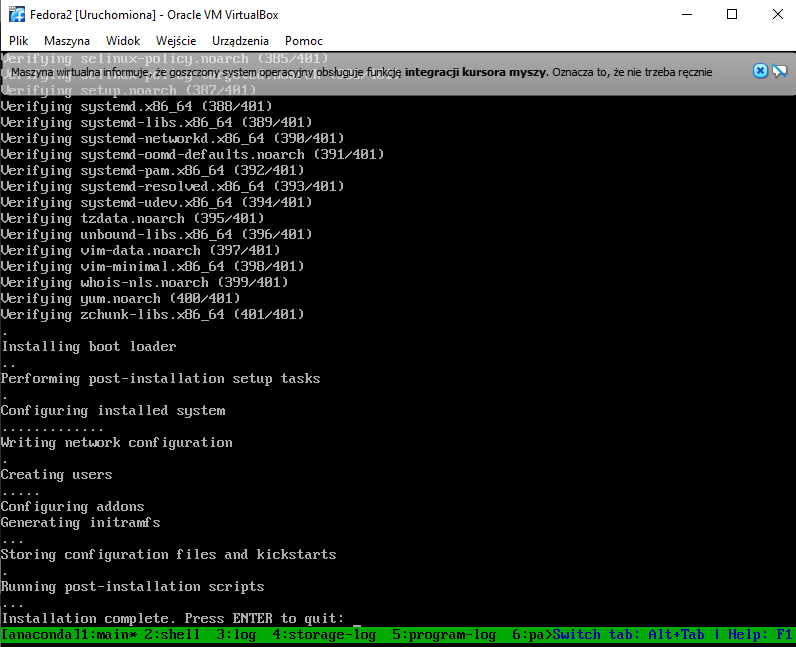 Fedora2 [Uruchomiona] - Oracle VM VirtualBox
Plik Maszyna Widok Wejście Urządzenia Pomoc
Verifying selinux-policy.noarch (385/401)
Maszyna wirtualna informuje, że goszczony system operacyjny obsługuje funkcję integracji kursora myszy. Oznacza to, że nie trzeba ręcznie
Verifying setup.noarch (387/401)
Verifying systemd.x86_64 (388/401)
Verifying systemd-libs.x86_64 (389/401)
Verifying systemd-networkd.x86_64 (390/401)
Verifying systemd-oomd-defaults.noarch (391/401)
Verifying systemd-pam.x86_64 (392/401)
Verifying systemd-resolved.x86_64 (393/401)
Verifying systemd-udev.x86_64 (394/401)
Verifying tzdata.noarch (395/401)
Verifying unbound-libs.x86_64 (396/401)
Verifying vim-data.noarch (397/401)
Verifying vim-minimal.x86_64 (398/401)
Verifying whois-nls.noarch (399/401)
Verifying yum.noarch (400/401)
Verifying zchunk-libs.x86_64 (401/401)
.
Installing boot loader
..
Performing post-installation setup tasks
.
Configuring installed system
.............
Writing network configuration
.
Creating users
.....
Configuring addons
Generating initramfs
...
Storing configuration files and kickstarts
.
Running post-installation scripts
...
Installation complete. Press ENTER to quit: _
[anaconda]1:main* 2:shell  3:log  4:storage-log  5:program-log  6:pa>Switch tab: Alt+Tab | Help: F1